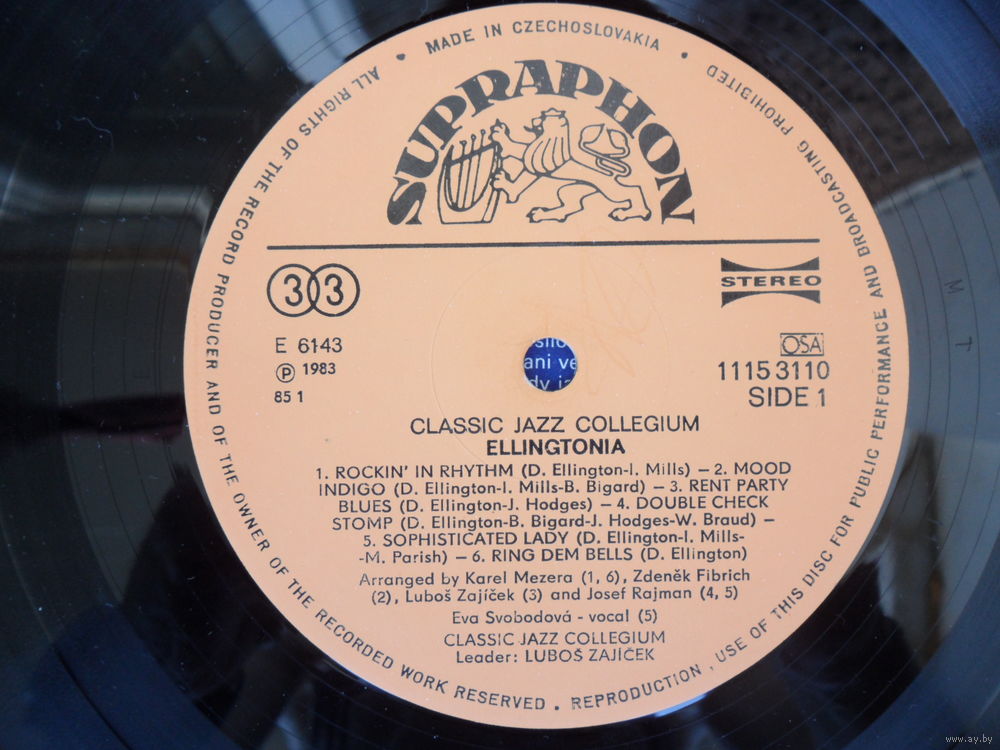 MADE IN CZECHOSLOVAKIA
SUPRAPHON
33
STEREO
E 6143
Ⓟ 1983
85 1
OSA
1115 3110
SIDE 1
CLASSIC JAZZ COLLEGIUM
ELLINGTONIA
1. ROCKIN' IN RHYTHM (D. Ellington-I. Mills) – 2. MOOD
INDIGO (D. Ellington-I. Mills-B. Bigard) – 3. RENT PARTY
BLUES (D. Ellington-J. Hodges) – 4. DOUBLE CHECK
STOMP (D. Ellington-B. Bigard-J. Hodges-W. Braud) –
5. SOPHISTICATED LADY (D. Ellington-I. Mills-
-M. Parish) – 6. RING DEM BELLS (D. Ellington)
Arranged by Karel Mezera (1, 6), Zdeněk Fibrich
(2), Luboš Zajíček (3) and Josef Rajman (4, 5)
Eva Svobodová - vocal (5)
CLASSIC JAZZ COLLEGIUM
Leader: LUBOŠ ZAJÍČEK
ALL RIGHTS OF THE RECORD PRODUCER AND OF THE OWNER OF THE RECORDED WORK RESERVED . REPRODUCTION , USE OF THIS DISC FOR PUBLIC PERFORMANCE AND BROADCASTING PROHIBITED
ani
M T
www.ay.by